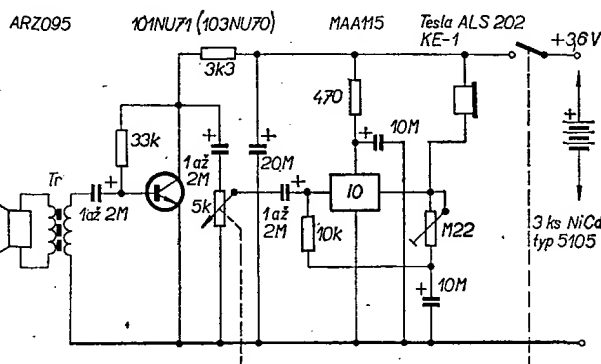 ARZ095
101NU71 (103NU70)
MAA115
Tesla ALS 202
KE-1
+3,6V
3k3
470
10M
33k
1až
2M
20M
Tr
1až 2M
5k
1až
2M
IO
10k
M22
10M
3 ks NiCd
typ 5105